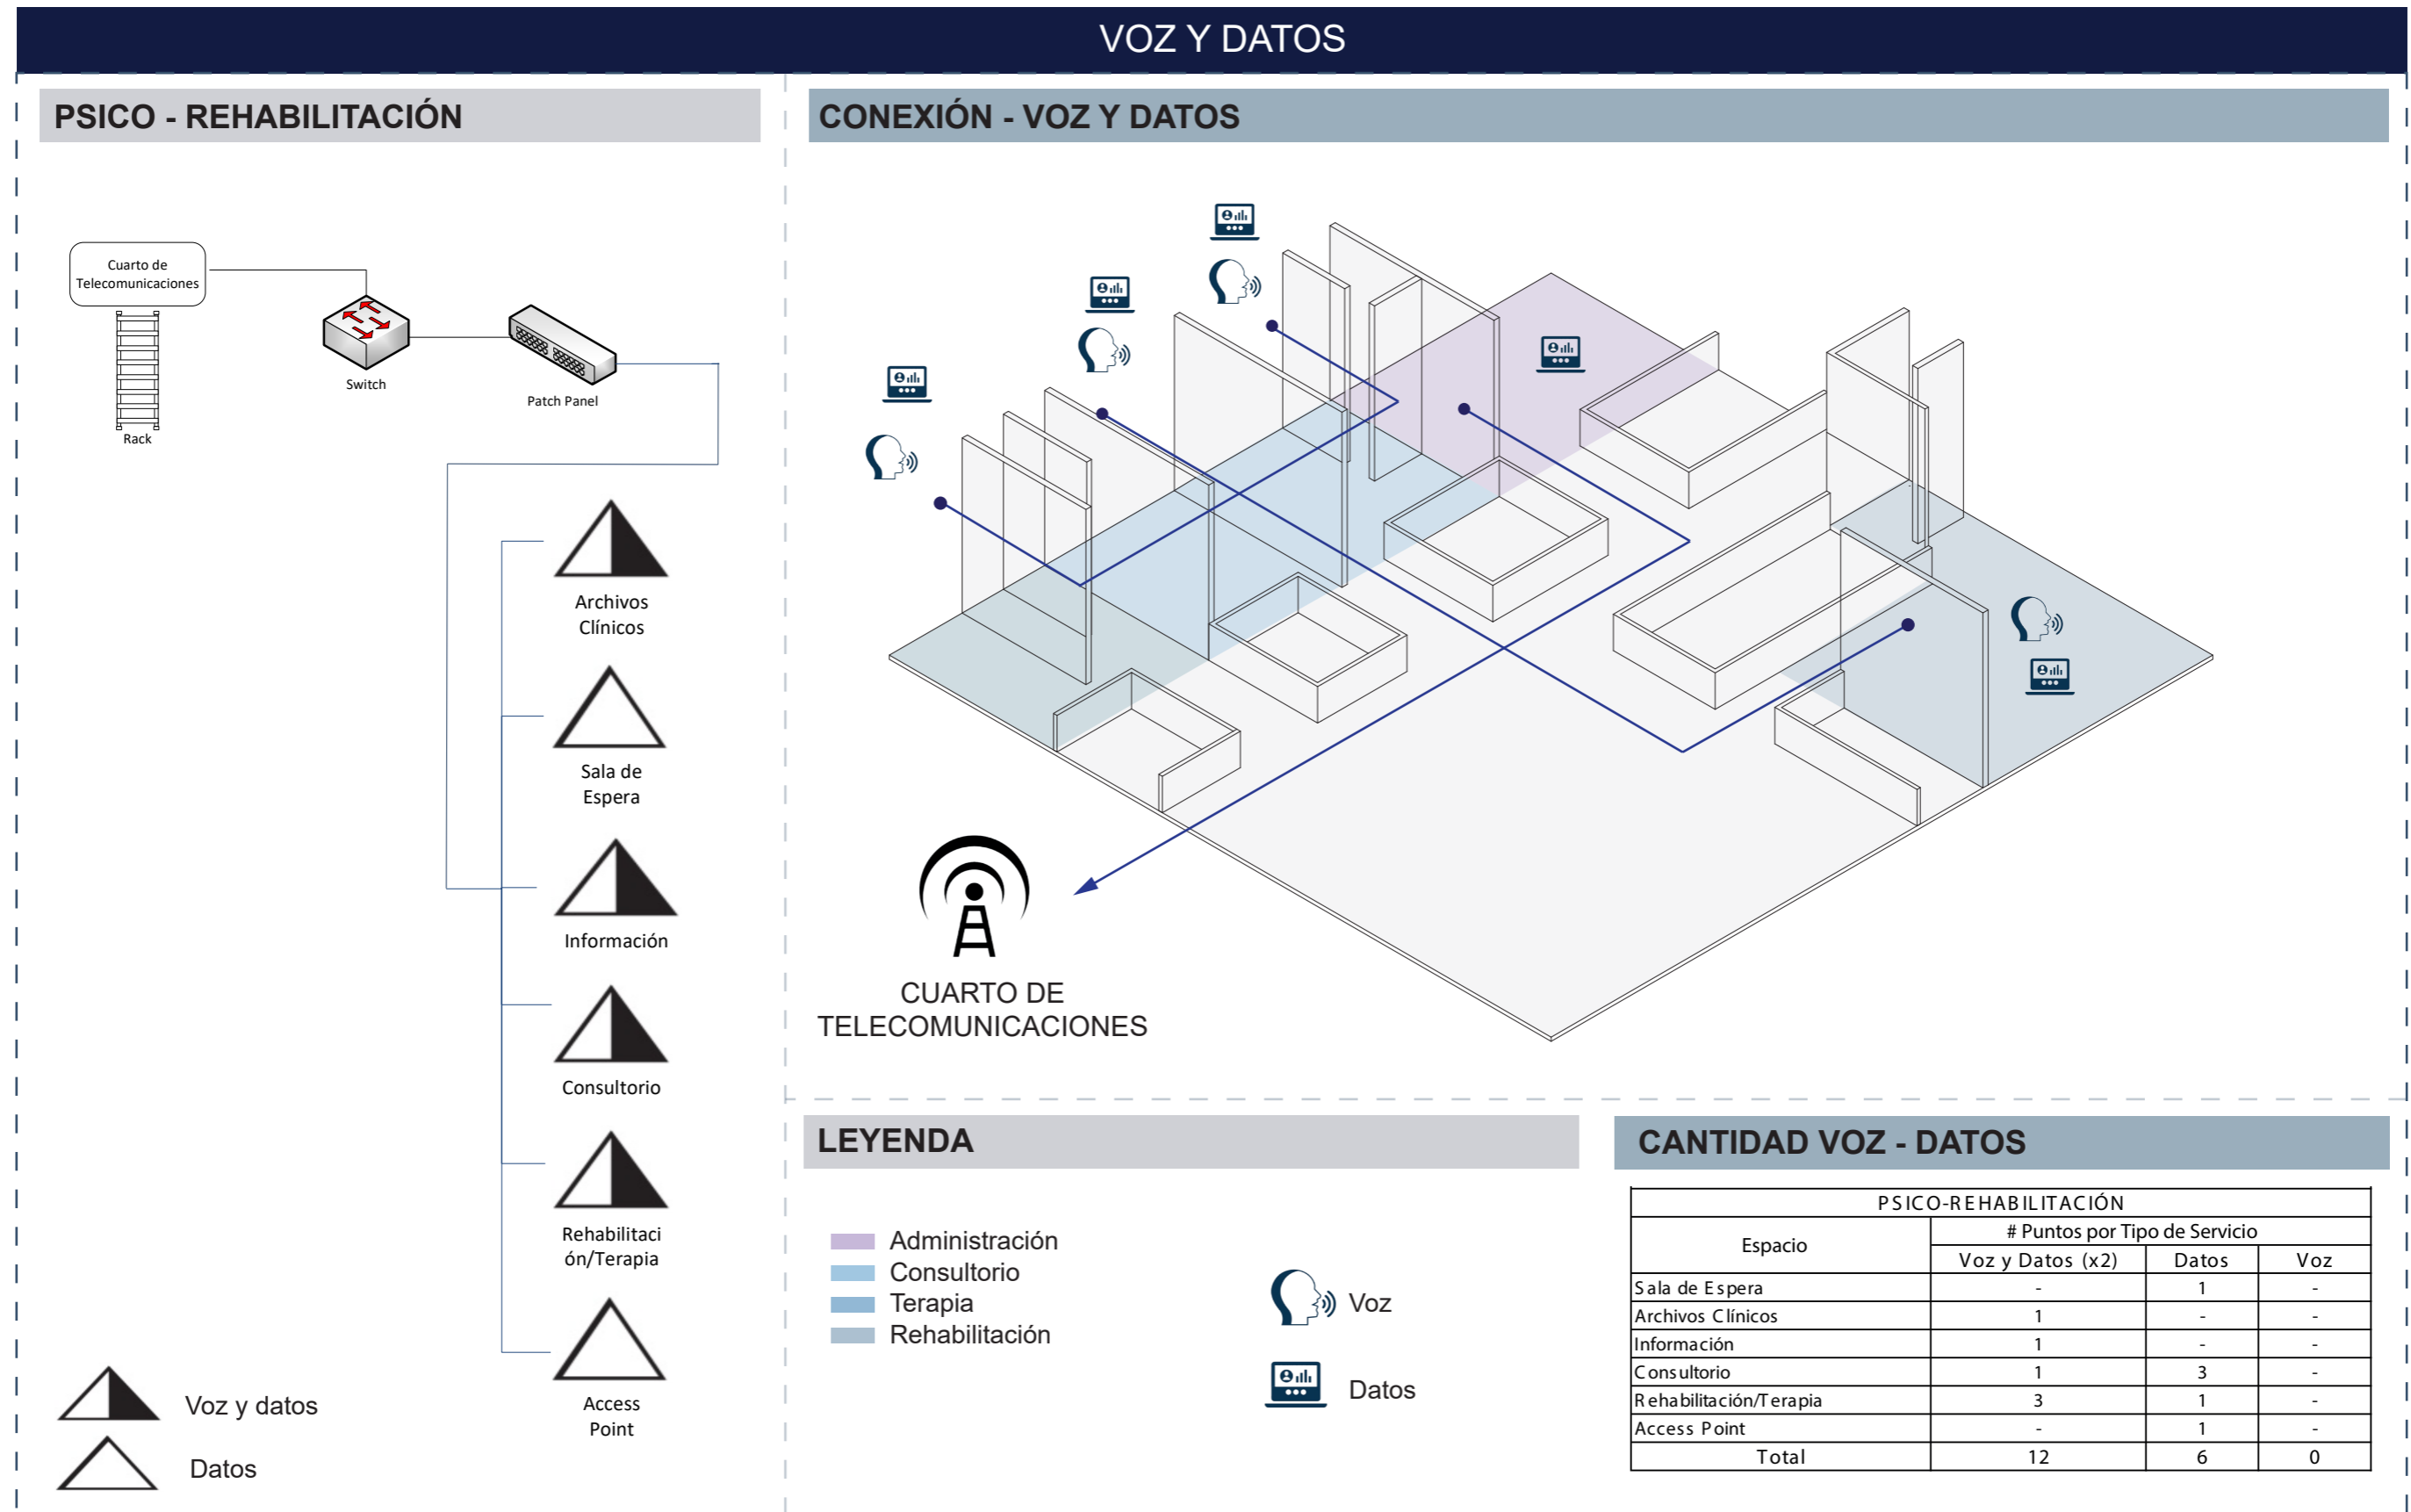 VOZ Y DATOS
PSICO - REHABILITACIÓN
Cuarto de
Telecomunicaciones
Rack
Switch
Patch Panel
Archivos
Clínicos
Sala de
Espera
Información
Consultorio
Rehabilitaci
ón/Terapia
Access
Point
Voz y datos
Datos
CONEXIÓN - VOZ Y DATOS
CUARTO DE
TELECOMUNICACIONES
LEYENDA
Administración
Consultorio
Terapia
Rehabilitación
Voz
Datos
CANTIDAD VOZ - DATOS
PSICO-REHABILITACIÓN
Espacio # Puntos por Tipo de Servicio
Voz y Datos (x2) Datos Voz
Sala de Espera - 1 -
Archivos Clínicos 1 - -
Información 1 - -
Consultorio 1 3 -
Rehabilitación/Terapia 3 1 -
Access Point - 1 -
Total 12 6 0